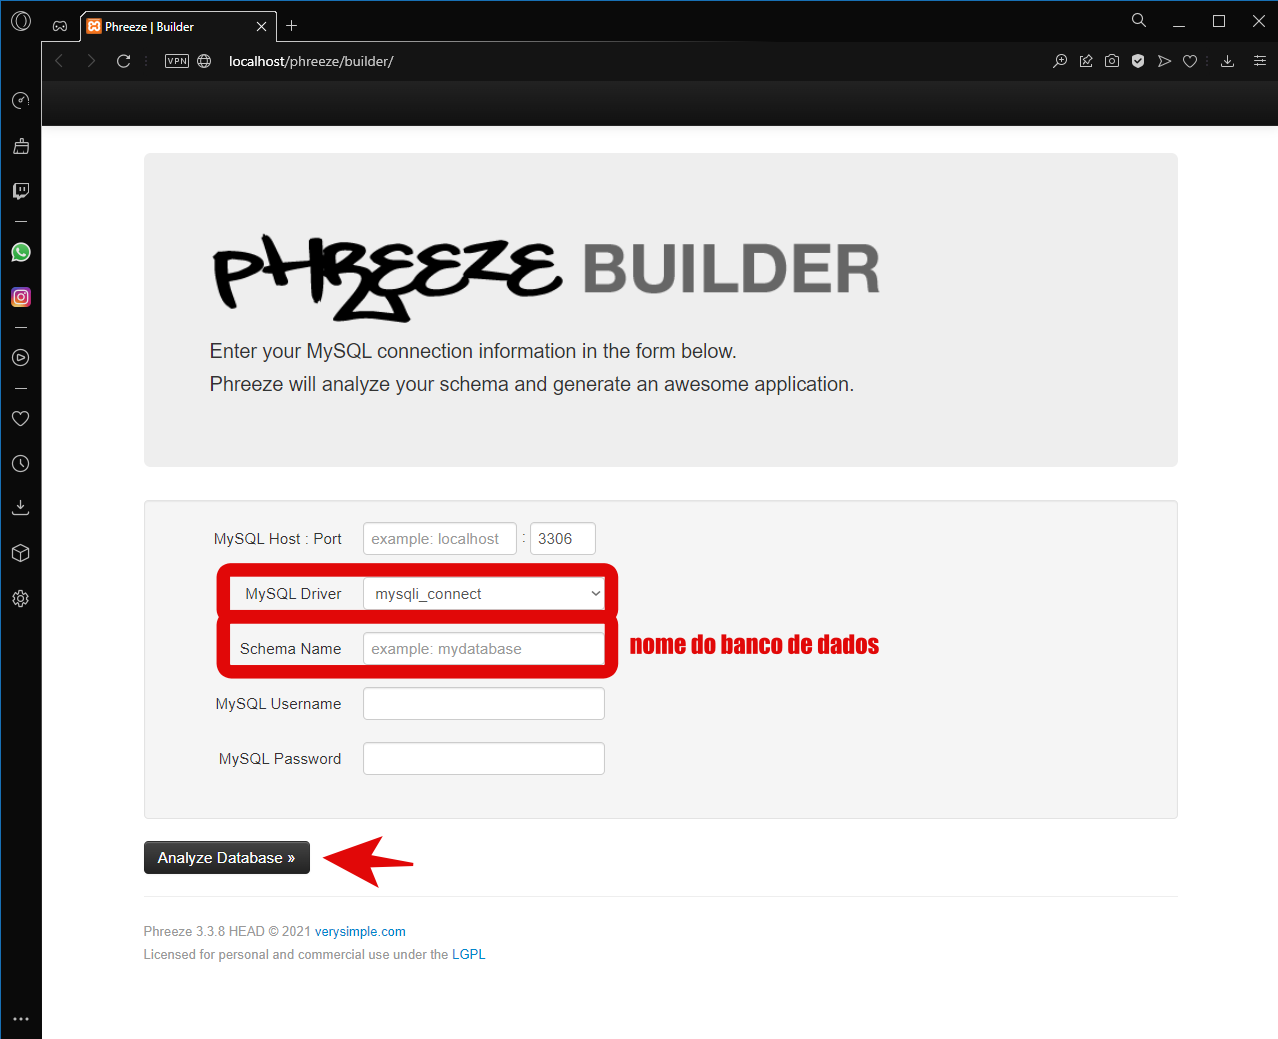 Phreeze | Builder
VPN
localhost/phreeze/builder/
PHREEZE BUILDER
Enter your MySQL connection information in the form below.
Phreeze will analyze your schema and generate an awesome application.
MySQL Host : Port example: localhost : 3306
MySQL Driver mysqli_connect
Schema Name example: mydatabase nome do banco de dados
MySQL Username
MySQL Password
Analyze Database »
Phreeze 3.3.8 HEAD © 2021 verysimple.com
Licensed for personal and commercial use under the LGPL